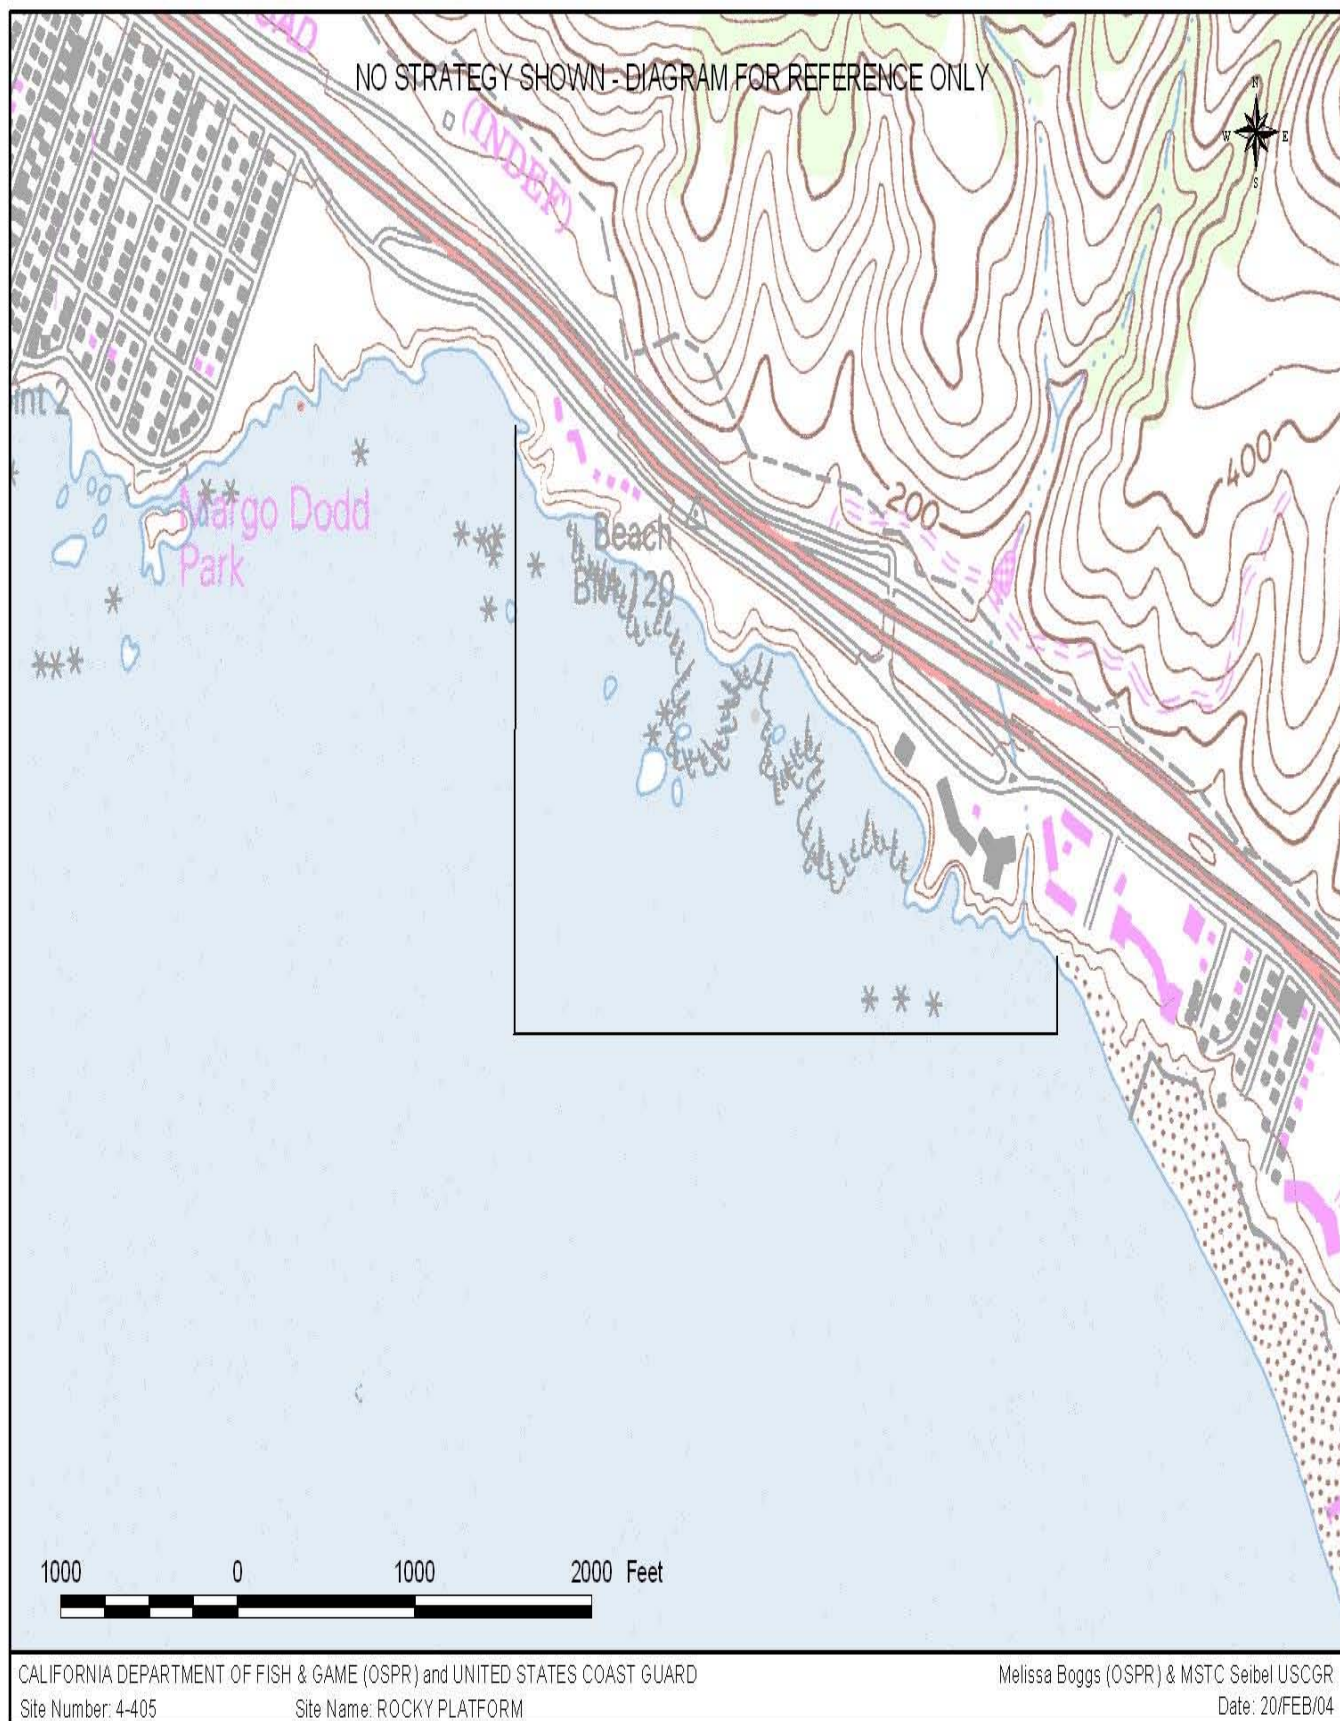 NO STRATEGY SHOWN - DIAGRAM FOR REFERENCE ONLY
(INDEF)
N
W
E
S
int 2
400
200
Margo Dodd
Park
Beach
BM 120
1000 0 1000 2000 Feet
CALIFORNIA DEPARTMENT OF FISH & GAME (OSPR) and UNITED STATES COAST GUARD
Melissa Boggs (OSPR) & MSTC Seibel USCGR
Site Number: 4-405
Site Name: ROCKY PLATFORM
Date: 20/FEB/04